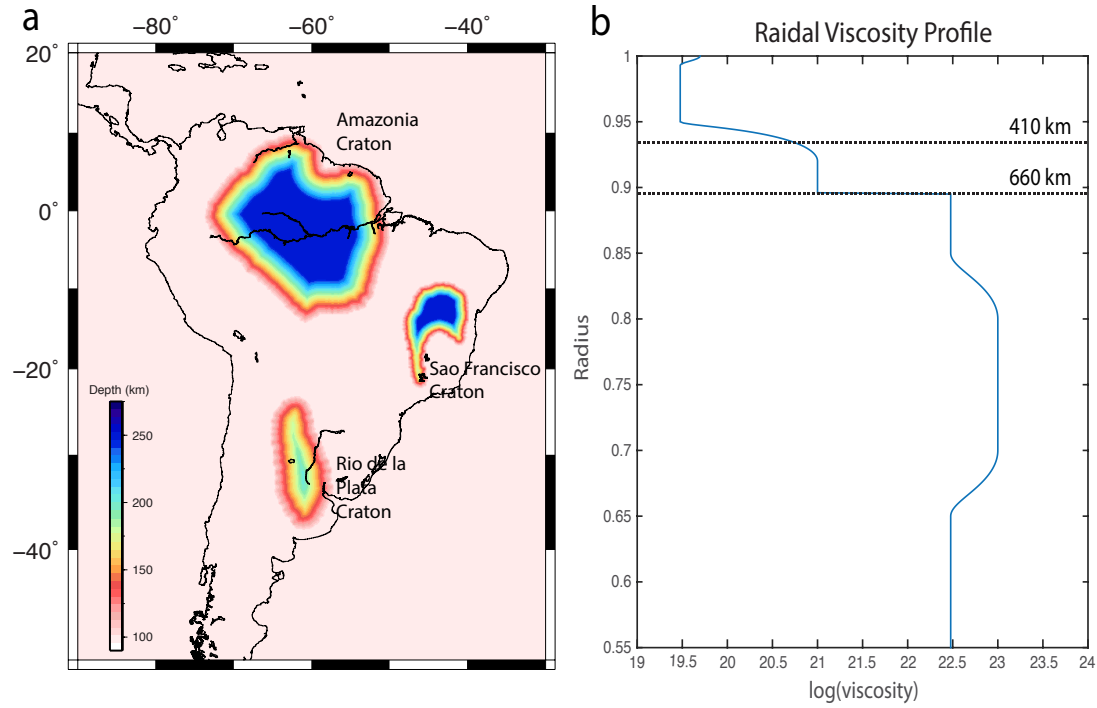 a
−80°
−60°
−40°
20°
0°
−20°
−40°
Amazonia
Craton
Sao Francisco
Craton
Rio de la
Plata
Craton
Depth (km)
250
200
150
100
b
Raidal Viscosity Profile
1
0.95
0.9
0.85
0.8
0.75
0.7
0.65
0.6
0.55
Radius
410 km
660 km
19
19.5
20
20.5
21
21.5
22
22.5
23
23.5
24
log(viscosity)